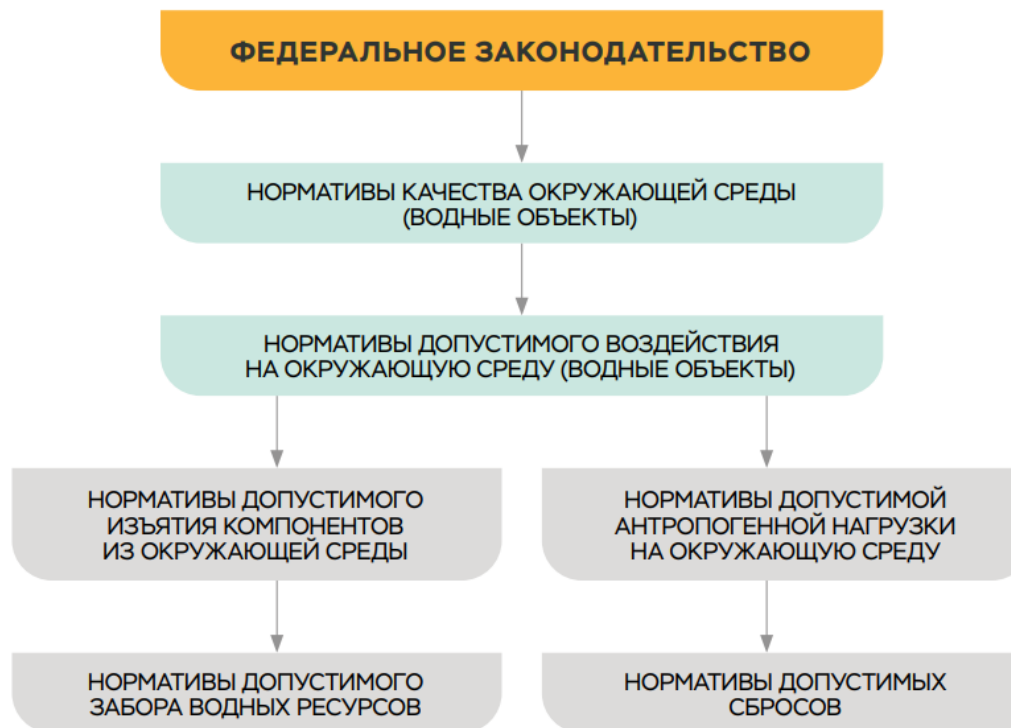 ФЕДЕРАЛЬНОЕ ЗАКОНОДАТЕЛЬСТВО
НОРМАТИВЫ КАЧЕСТВА ОКРУЖАЮЩЕЙ СРЕДЫ
(ВОДНЫЕ ОБЪЕКТЫ)
НОРМАТИВЫ ДОПУСТИМОГО ВОЗДЕЙСТВИЯ
НА ОКРУЖАЮЩУЮ СРЕДУ (ВОДНЫЕ ОБЪЕКТЫ)
НОРМАТИВЫ ДОПУСТИМОГО
ИЗЪЯТИЯ КОМПОНЕНТОВ
ИЗ ОКРУЖАЮЩЕЙ СРЕДЫ
НОРМАТИВЫ ДОПУСТИМОЙ
АНТРОПОГЕННОЙ НАГРУЗКИ
НА ОКРУЖАЮЩУЮ СРЕДУ
НОРМАТИВЫ ДОПУСТИМОГО
ЗАБОРА ВОДНЫХ РЕСУРСОВ
НОРМАТИВЫ ДОПУСТИМЫХ
СБРОСОВ